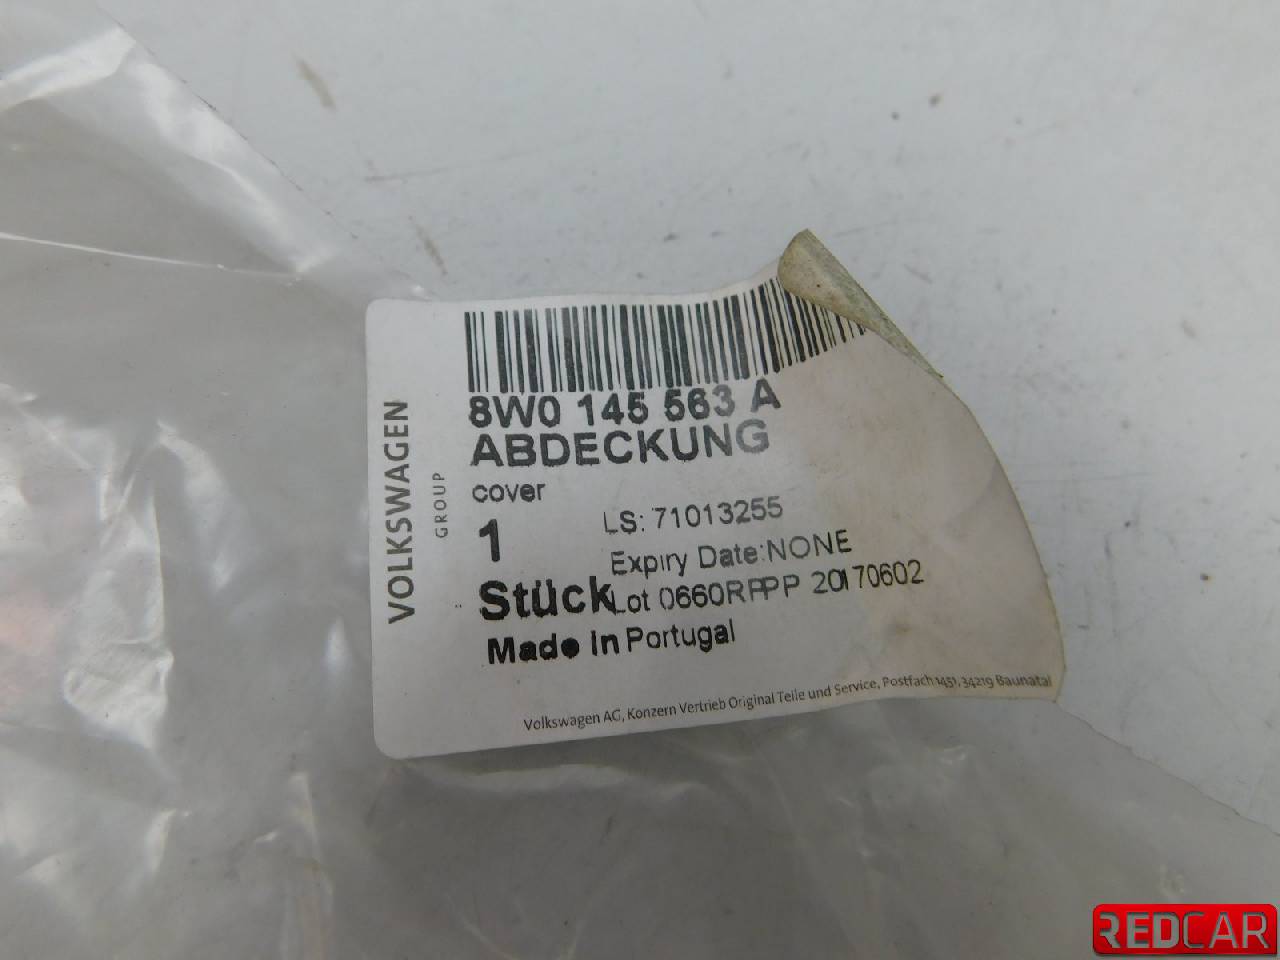 VOLKSWAGEN
GROUP
8W0 145 563 A
ABDECKUNG
cover
1
LS: 71013255
Expiry Date:NONE
Stück
Lot 0660RPPP 20170602
Made In Portugal
Volkswagen AG, Konzern Vertrieb Original Teile und Service, Postfach 1451, 34219 Baunatal
REDCAR